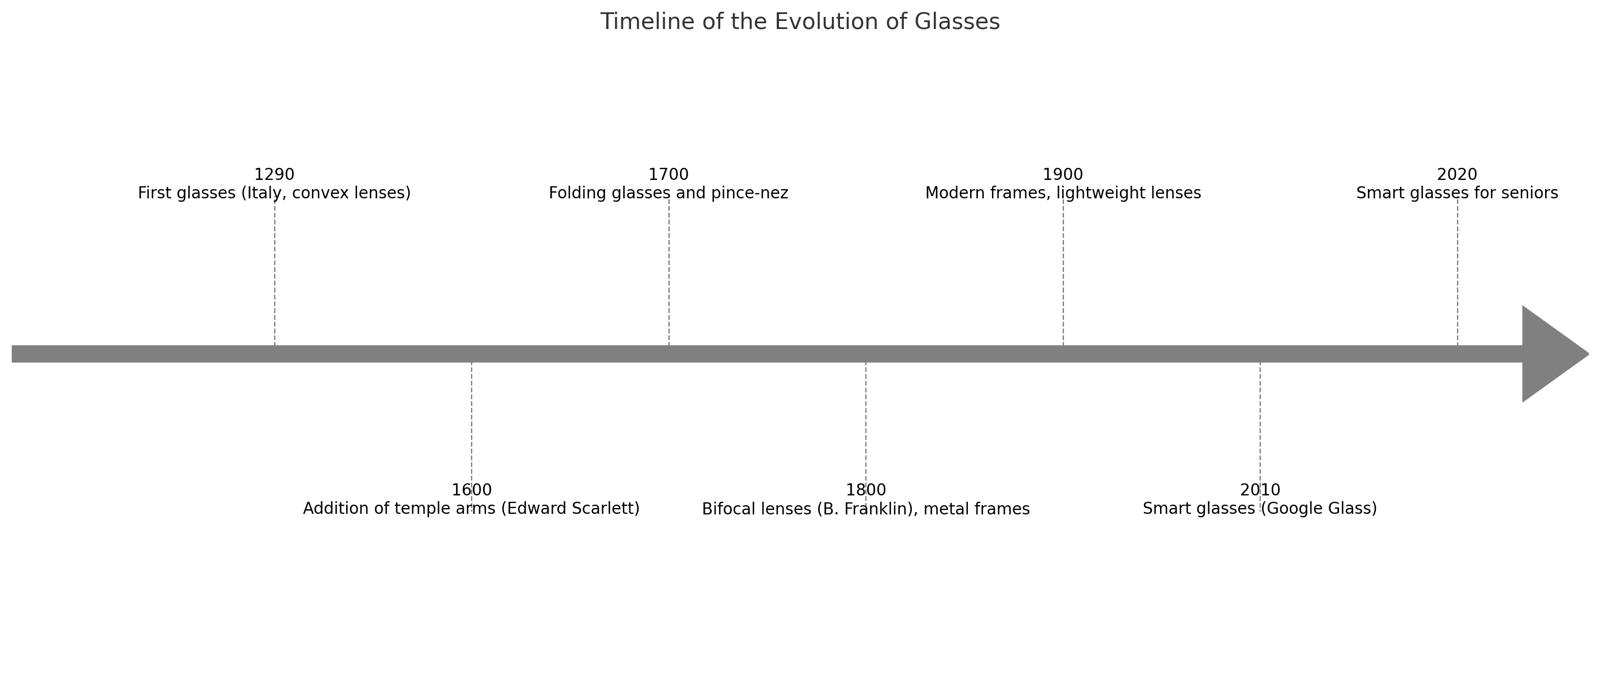 Timeline of the Evolution of Glasses
1290
First glasses (Italy, convex lenses)
1700
Folding glasses and pince-nez
1900
Modern frames, lightweight lenses
2020
Smart glasses for seniors
1600
Addition of temple arms (Edward Scarlett)
1800
Bifocal lenses (B. Franklin), metal frames
2010
Smart glasses (Google Glass)